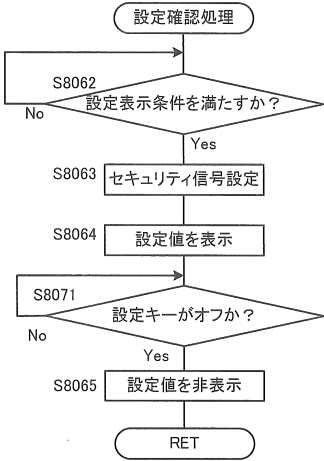 設定確認処理
S8062
設定表示条件を満たすか？
No
Yes
S8063
セキュリティ信号設定
S8064
設定値を表示
S8071
設定キーがオフか？
No
Yes
S8065
設定値を非表示
RET